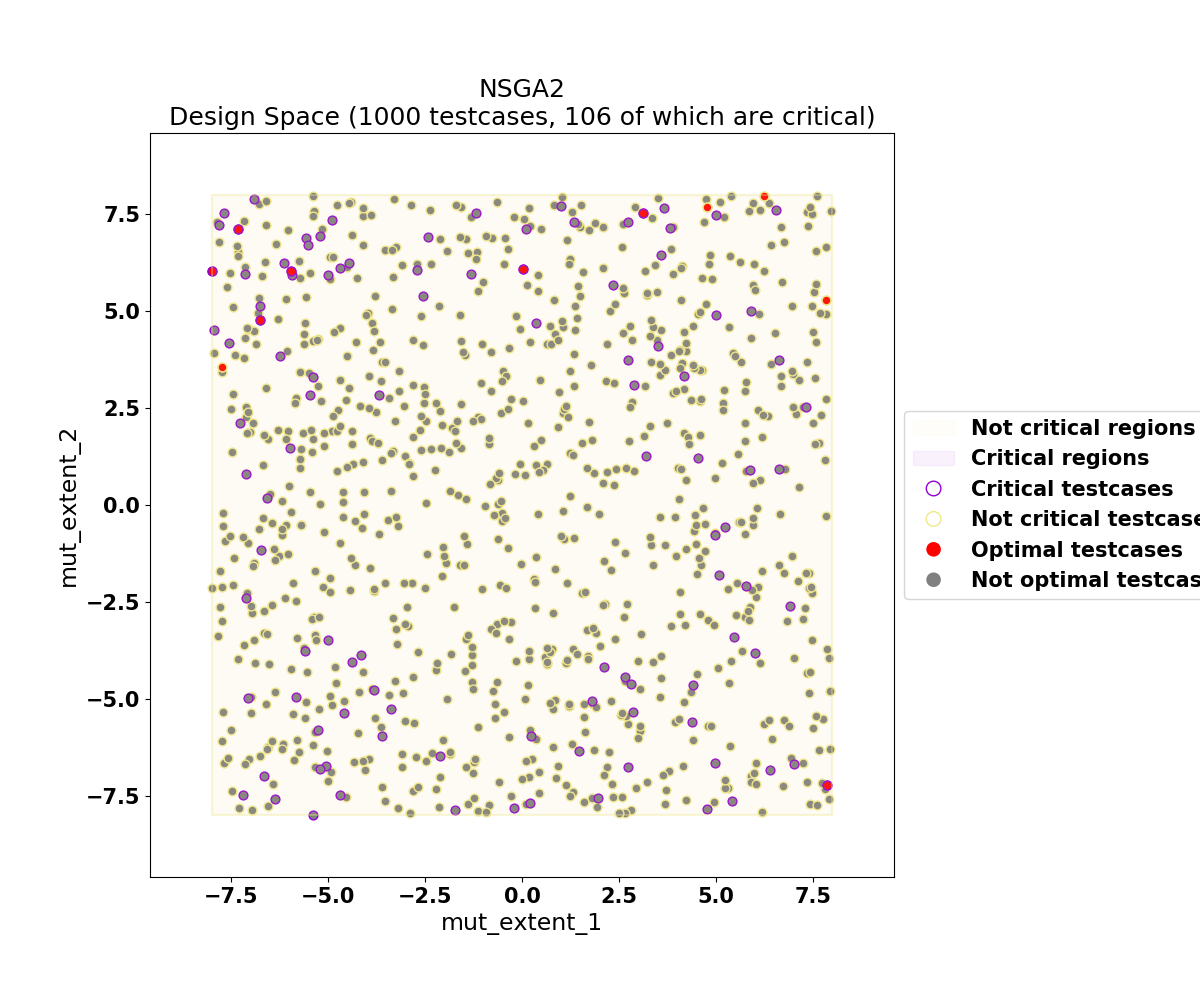 NSGA2
Design Space (1000 testcases, 106 of which are critical)
7.5
5.0
2.5
0.0
−2.5
−5.0
−7.5
mut_extent_2
−7.5 −5.0 −2.5 0.0 2.5 5.0 7.5
mut_extent_1
Not critical regions
Critical regions
Critical testcases
Not critical testcase
Optimal testcases
Not optimal testcas